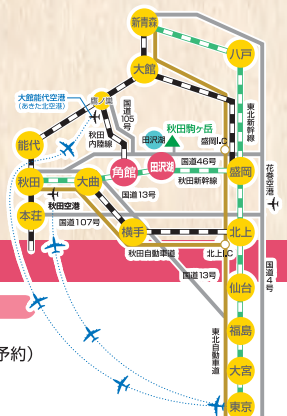 新青森
八戸
大館
大館能代空港
(あきた北空港)
鷹ノ巣
国道105号
東北新幹線
秋田駒ヶ岳
田沢湖
盛岡I.C
能代
秋田内陸線
角館
田沢湖
国道46号
秋田新幹線
盛岡
花巻空港
秋田
大曲
国道13号
秋田空港
本荘
国道107号
横手
北上
秋田自動車道
北上I.C
国道13号
国道4号
仙台
予約）
東北自動車道
福島
大宮
東京